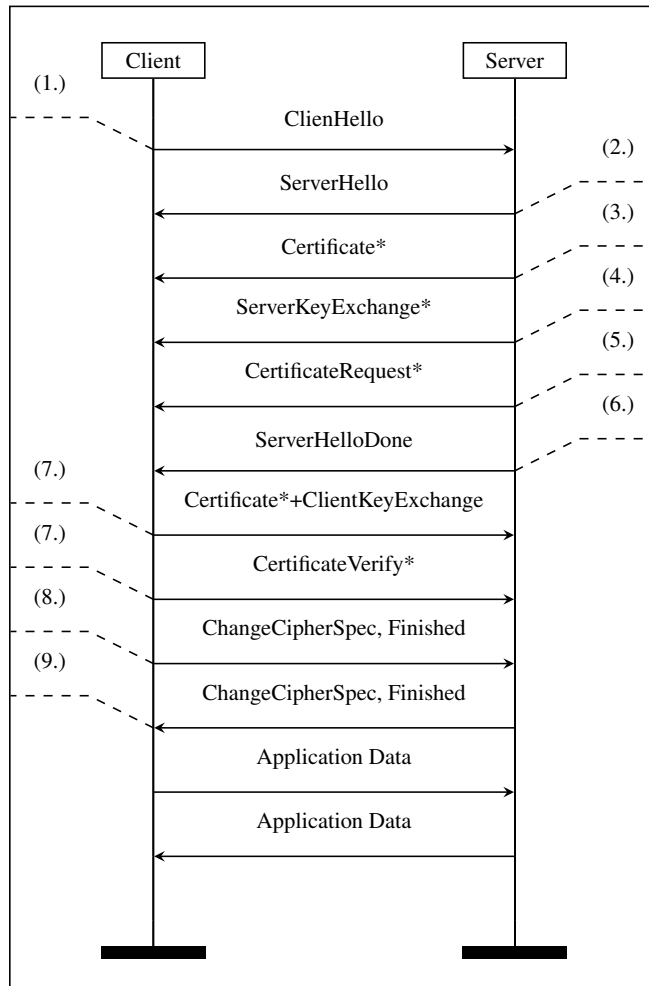 Client Server
(1.)
ClienHello
(2.)
ServerHello
(3.)
Certificate*
(4.)
ServerKeyExchange*
(5.)
CertificateRequest*
(6.)
ServerHelloDone
(7.)
Certificate*+ClientKeyExchange
(7.)
CertificateVerify*
(8.)
ChangeCipherSpec, Finished
(9.)
ChangeCipherSpec, Finished
Application Data
Application Data